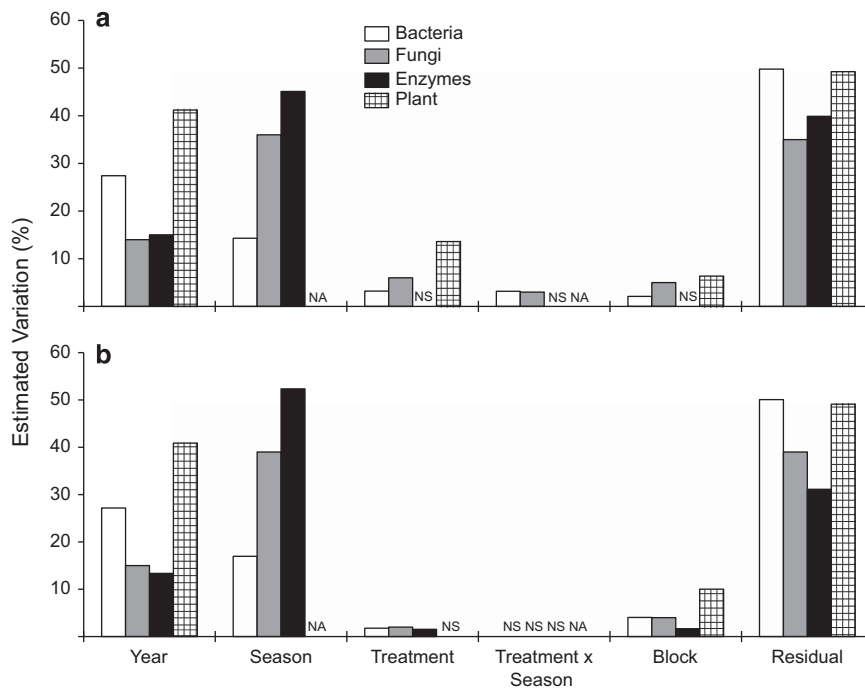 a
60
50
40
30
20
10
Bacteria
Fungi
Enzymes
Plant
NA
NS
NS NA
NS
b
60
50
40
30
20
10
NA
NS
NS NS NS NA
Estimated Variation (%)
Year
Season
Treatment
Treatment x
Season
Block
Residual